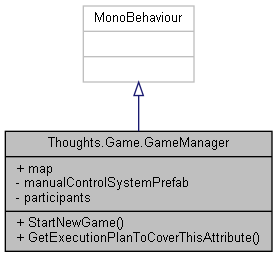 MonoBehaviour
Thoughts.Game.GameManager
+ map
- manualControlSystemPrefab
- participants
+ StartNewGame()
+ GetExecutionPlanToCoverThisAttribute()